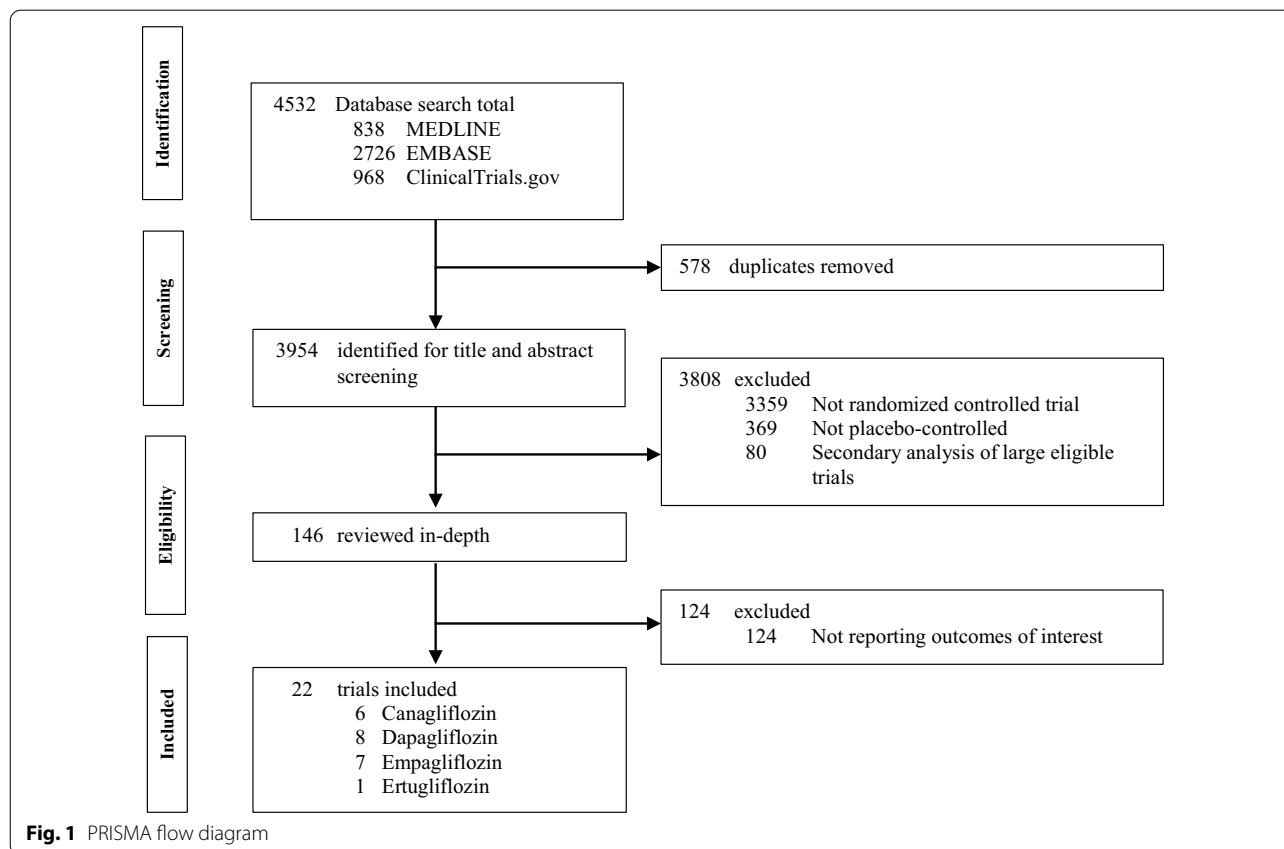 Identification
4532 Database search total
838 MEDLINE
2726 EMBASE
968 ClinicalTrials.gov
578 duplicates removed
Screening
3954 identified for title and abstract
screening
3808 excluded
3359 Not randomized controlled trial
369 Not placebo-controlled
80 Secondary analysis of large eligible
trials
Eligibility
146 reviewed in-depth
124 excluded
124 Not reporting outcomes of interest
Included
22 trials included
6 Canagliflozin
8 Dapagliflozin
7 Empagliflozin
1 Ertugliflozin
Fig. 1 PRISMA flow diagram